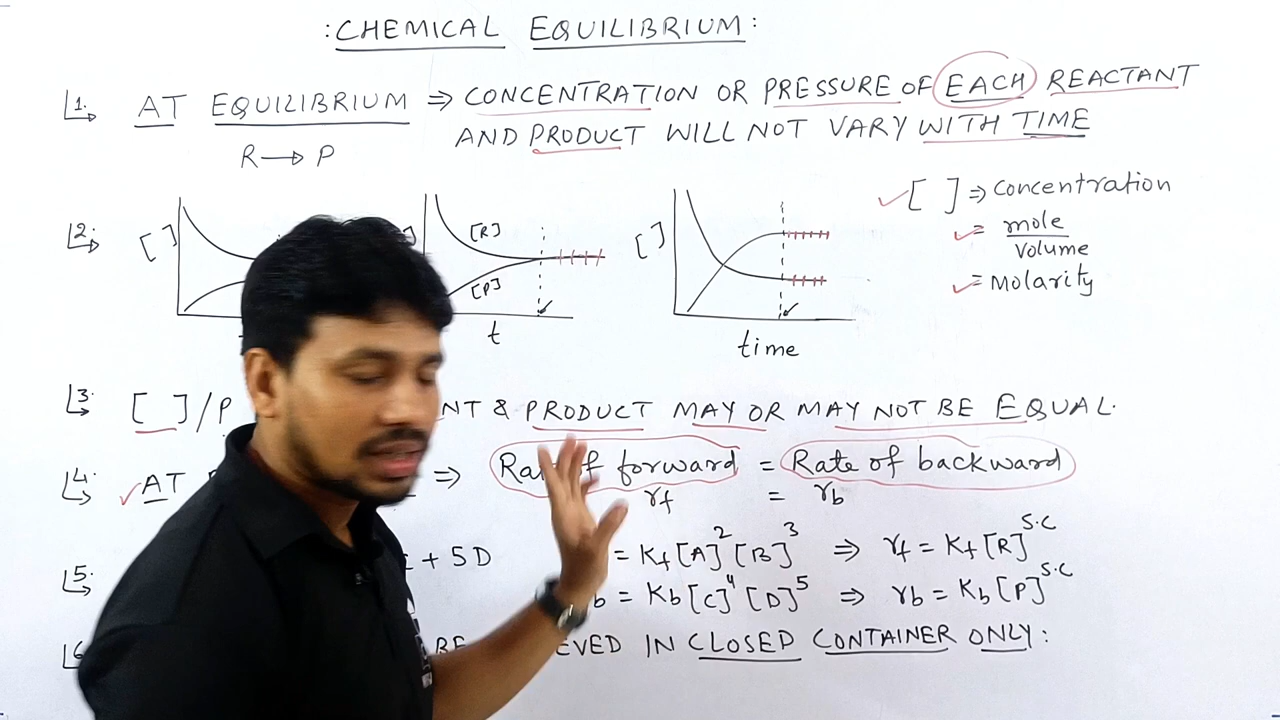 : CHEMICAL EQUILIBRIUM :
1. AT EQUILIBRIUM ⇒ CONCENTRATION OR PRESSURE OF EACH REACTANT
AND PRODUCT WILL NOT VARY WITH TIME
R → P
2. [ ] [R] [P] t
[ ] time
✓ [ ] ⇒ Concentration
✓ = mole / volume
✓ = Molarity
3. [ ]/P NT & PRODUCT MAY OR MAY NOT BE EQUAL.
4. ✓ AT ⇒ Rate of forward = Rate of backward
rf = rb
5. + 5D = Kf [A]² [B]³ ⇒ rf = Kf [R]^S.C
b = Kb [C]⁴ [D]⁵ ⇒ rb = Kb [P]^S.C
6. BE EVED IN CLOSED CONTAINER ONLY :